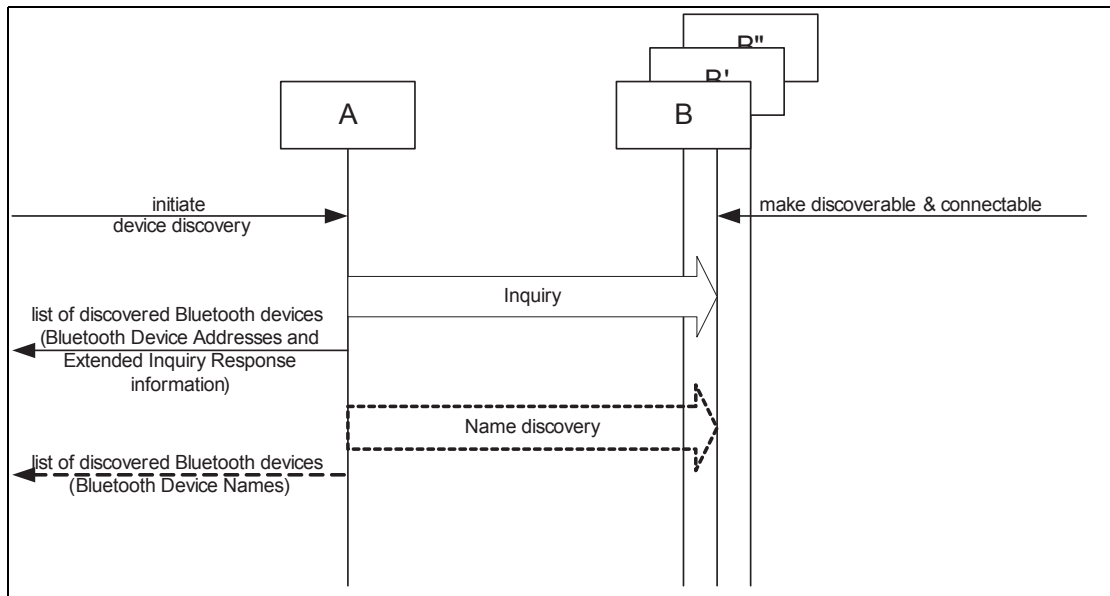 B"
B'
A
B
initiate
device discovery
make discoverable & connectable
Inquiry
list of discovered Bluetooth devices
(Bluetooth Device Addresses and
Extended Inquiry Response
information)
Name discovery
list of discovered Bluetooth devices
(Bluetooth Device Names)